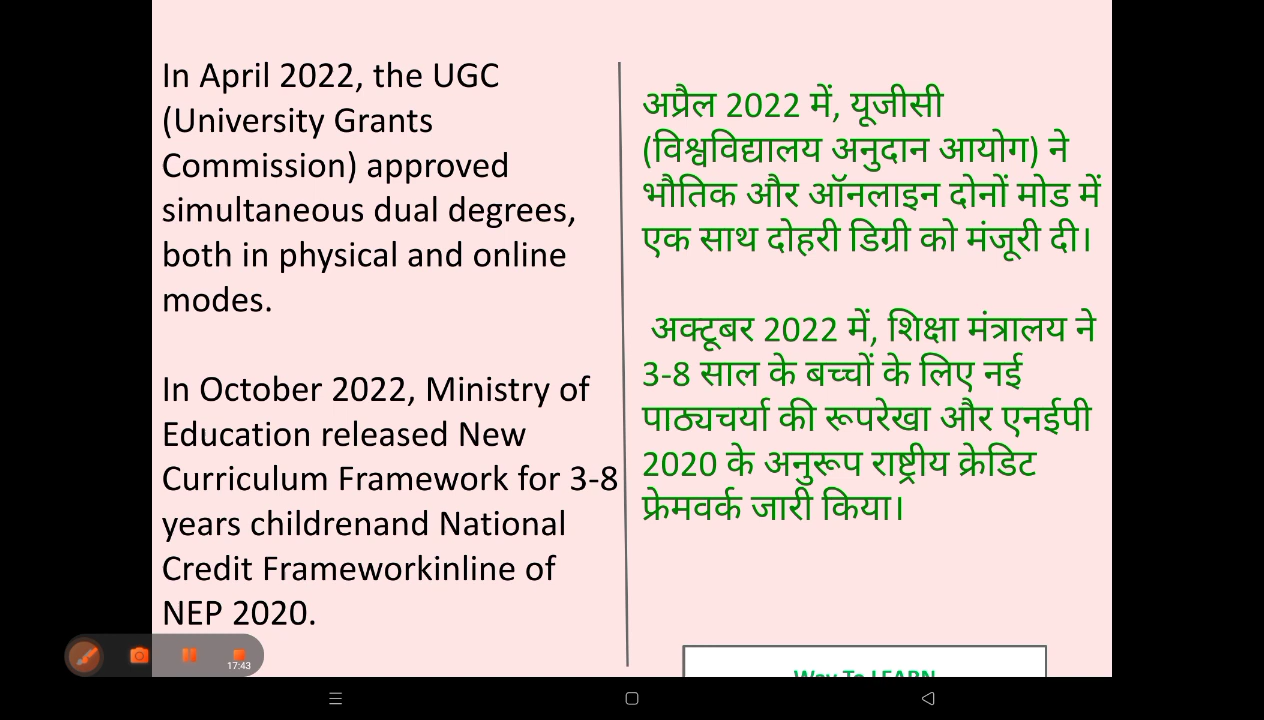 In April 2022, the UGC
(University Grants
Commission) approved
simultaneous dual degrees,
both in physical and online
modes.
In October 2022, Ministry of
Education released New
Curriculum Framework for 3-8
years childrenand National
Credit Frameworkinline of
NEP 2020.
अप्रैल 2022 में, यूजीसी
(विश्वविद्यालय अनुदान आयोग) ने
भौतिक और ऑनलाइन दोनों मोड में
एक साथ दोहरी डिग्री को मंजूरी दी।
अक्टूबर 2022 में, शिक्षा मंत्रालय ने
3-8 साल के बच्चों के लिए नई
पाठ्यचर्या की रूपरेखा और एनईपी
2020 के अनुरूप राष्ट्रीय क्रेडिट
फ्रेमवर्क जारी किया।
Way To LEARN
17:43